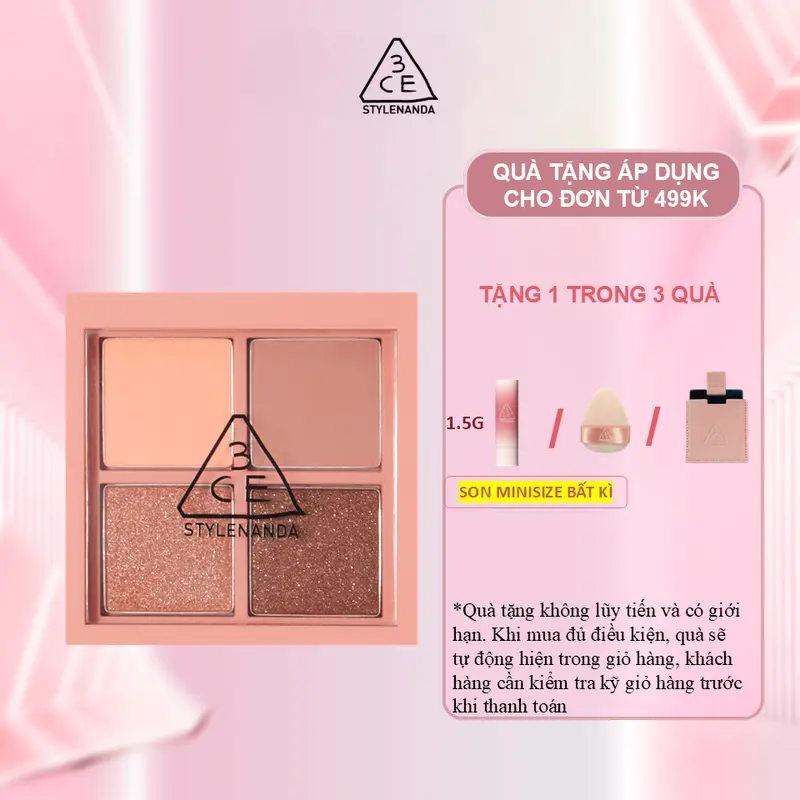 3
CE
STYLENANDA
QUÀ TẶNG ÁP DỤNG
CHO ĐƠN TỪ 499K
TẶNG 1 TRONG 3 QUÀ
1.5G
/
/
SON MINISIZE BẤT KÌ
3
CE
STYLENANDA
*Quà tặng không lũy tiến và có giới
hạn. Khi mua đủ điều kiện, quà sẽ
tự động hiện trong giỏ hàng, khách
hàng cần kiểm tra kỹ giỏ hàng trước
khi thanh toán